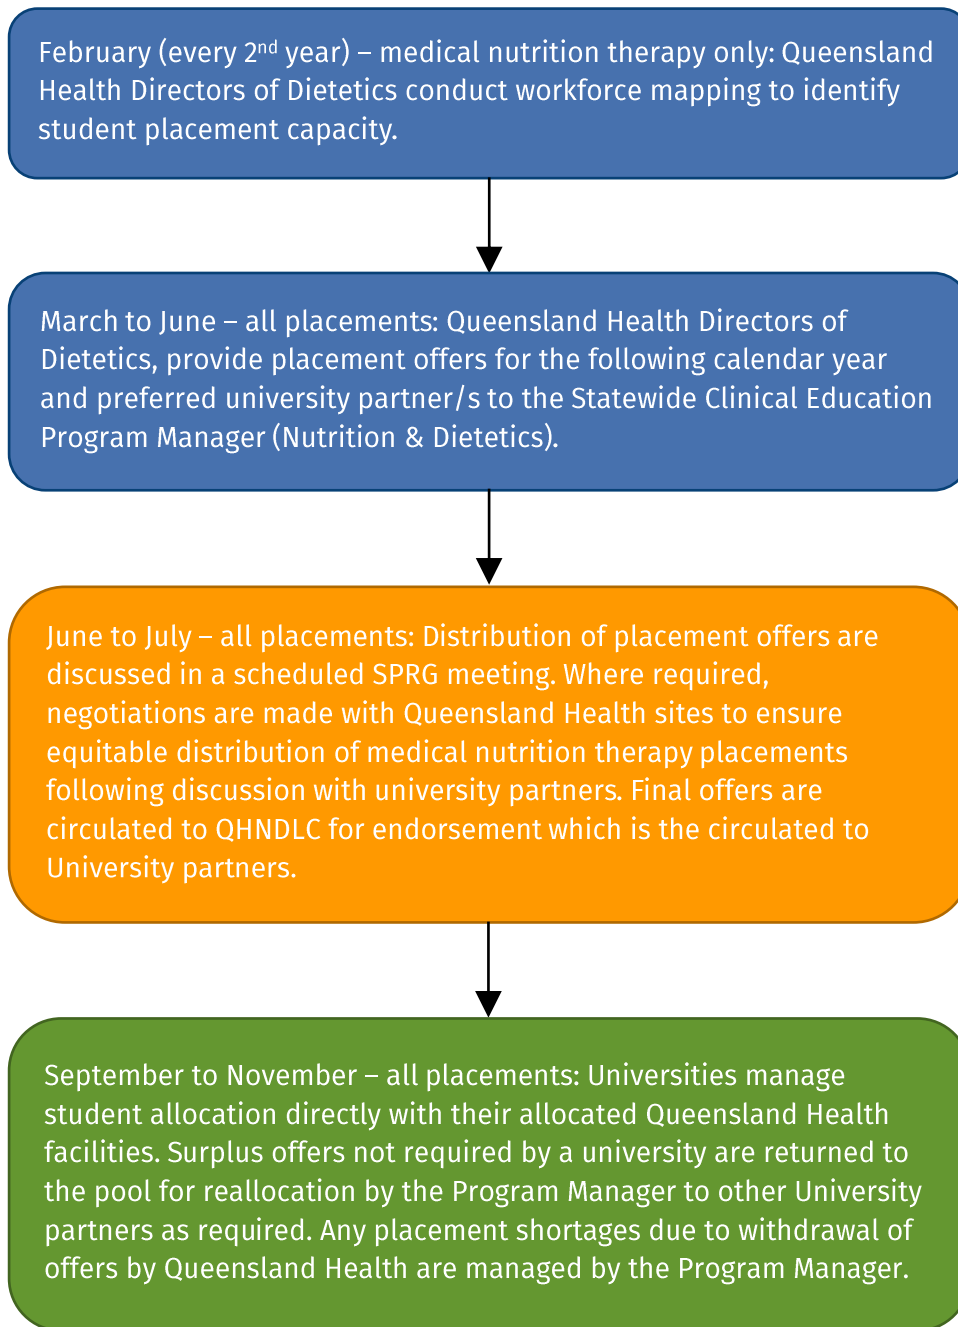 February (every 2nd year) – medical nutrition therapy only: Queensland
Health Directors of Dietetics conduct workforce mapping to identify
student placement capacity.
March to June – all placements: Queensland Health Directors of
Dietetics, provide placement offers for the following calendar year
and preferred university partner/s to the Statewide Clinical Education
Program Manager (Nutrition & Dietetics).
June to July – all placements: Distribution of placement offers are
discussed in a scheduled SPRG meeting. Where required,
negotiations are made with Queensland Health sites to ensure
equitable distribution of medical nutrition therapy placements
following discussion with university partners. Final offers are
circulated to QHNDLC for endorsement which is the circulated to
University partners.
September to November – all placements: Universities manage
student allocation directly with their allocated Queensland Health
facilities. Surplus offers not required by a university are returned to
the pool for reallocation by the Program Manager to other University
partners as required. Any placement shortages due to withdrawal of
offers by Queensland Health are managed by the Program Manager.